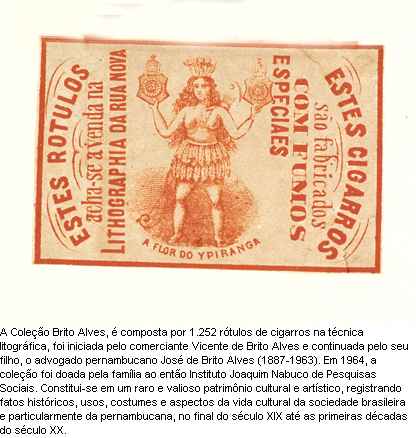 ESTES ROTULOS
acha-se a venda na
LITHOGRAPHIA DA RUA NOVA
A FLOR DO YPIRANGA
ESTES CIGARROS
são fabricados
COM FUMOS
ESPECIAES
A Coleção Brito Alves, é composta por 1.252 rótulos de cigarros na técnica
litográfica, foi iniciada pelo comerciante Vicente de Brito Alves e continuada pelo seu
filho, o advogado pernambucano José de Brito Alves (1887-1963). Em 1964, a
coleção foi doada pela família ao então Instituto Joaquim Nabuco de Pesquisas
Sociais. Constitui-se em um raro e valioso patrimônio cultural e artístico, registrando
fatos históricos, usos, costumes e aspectos da vida cultural da sociedade brasileira
e particularmente da pernambucana, no final do século XIX até as primeiras décadas
do século XX.